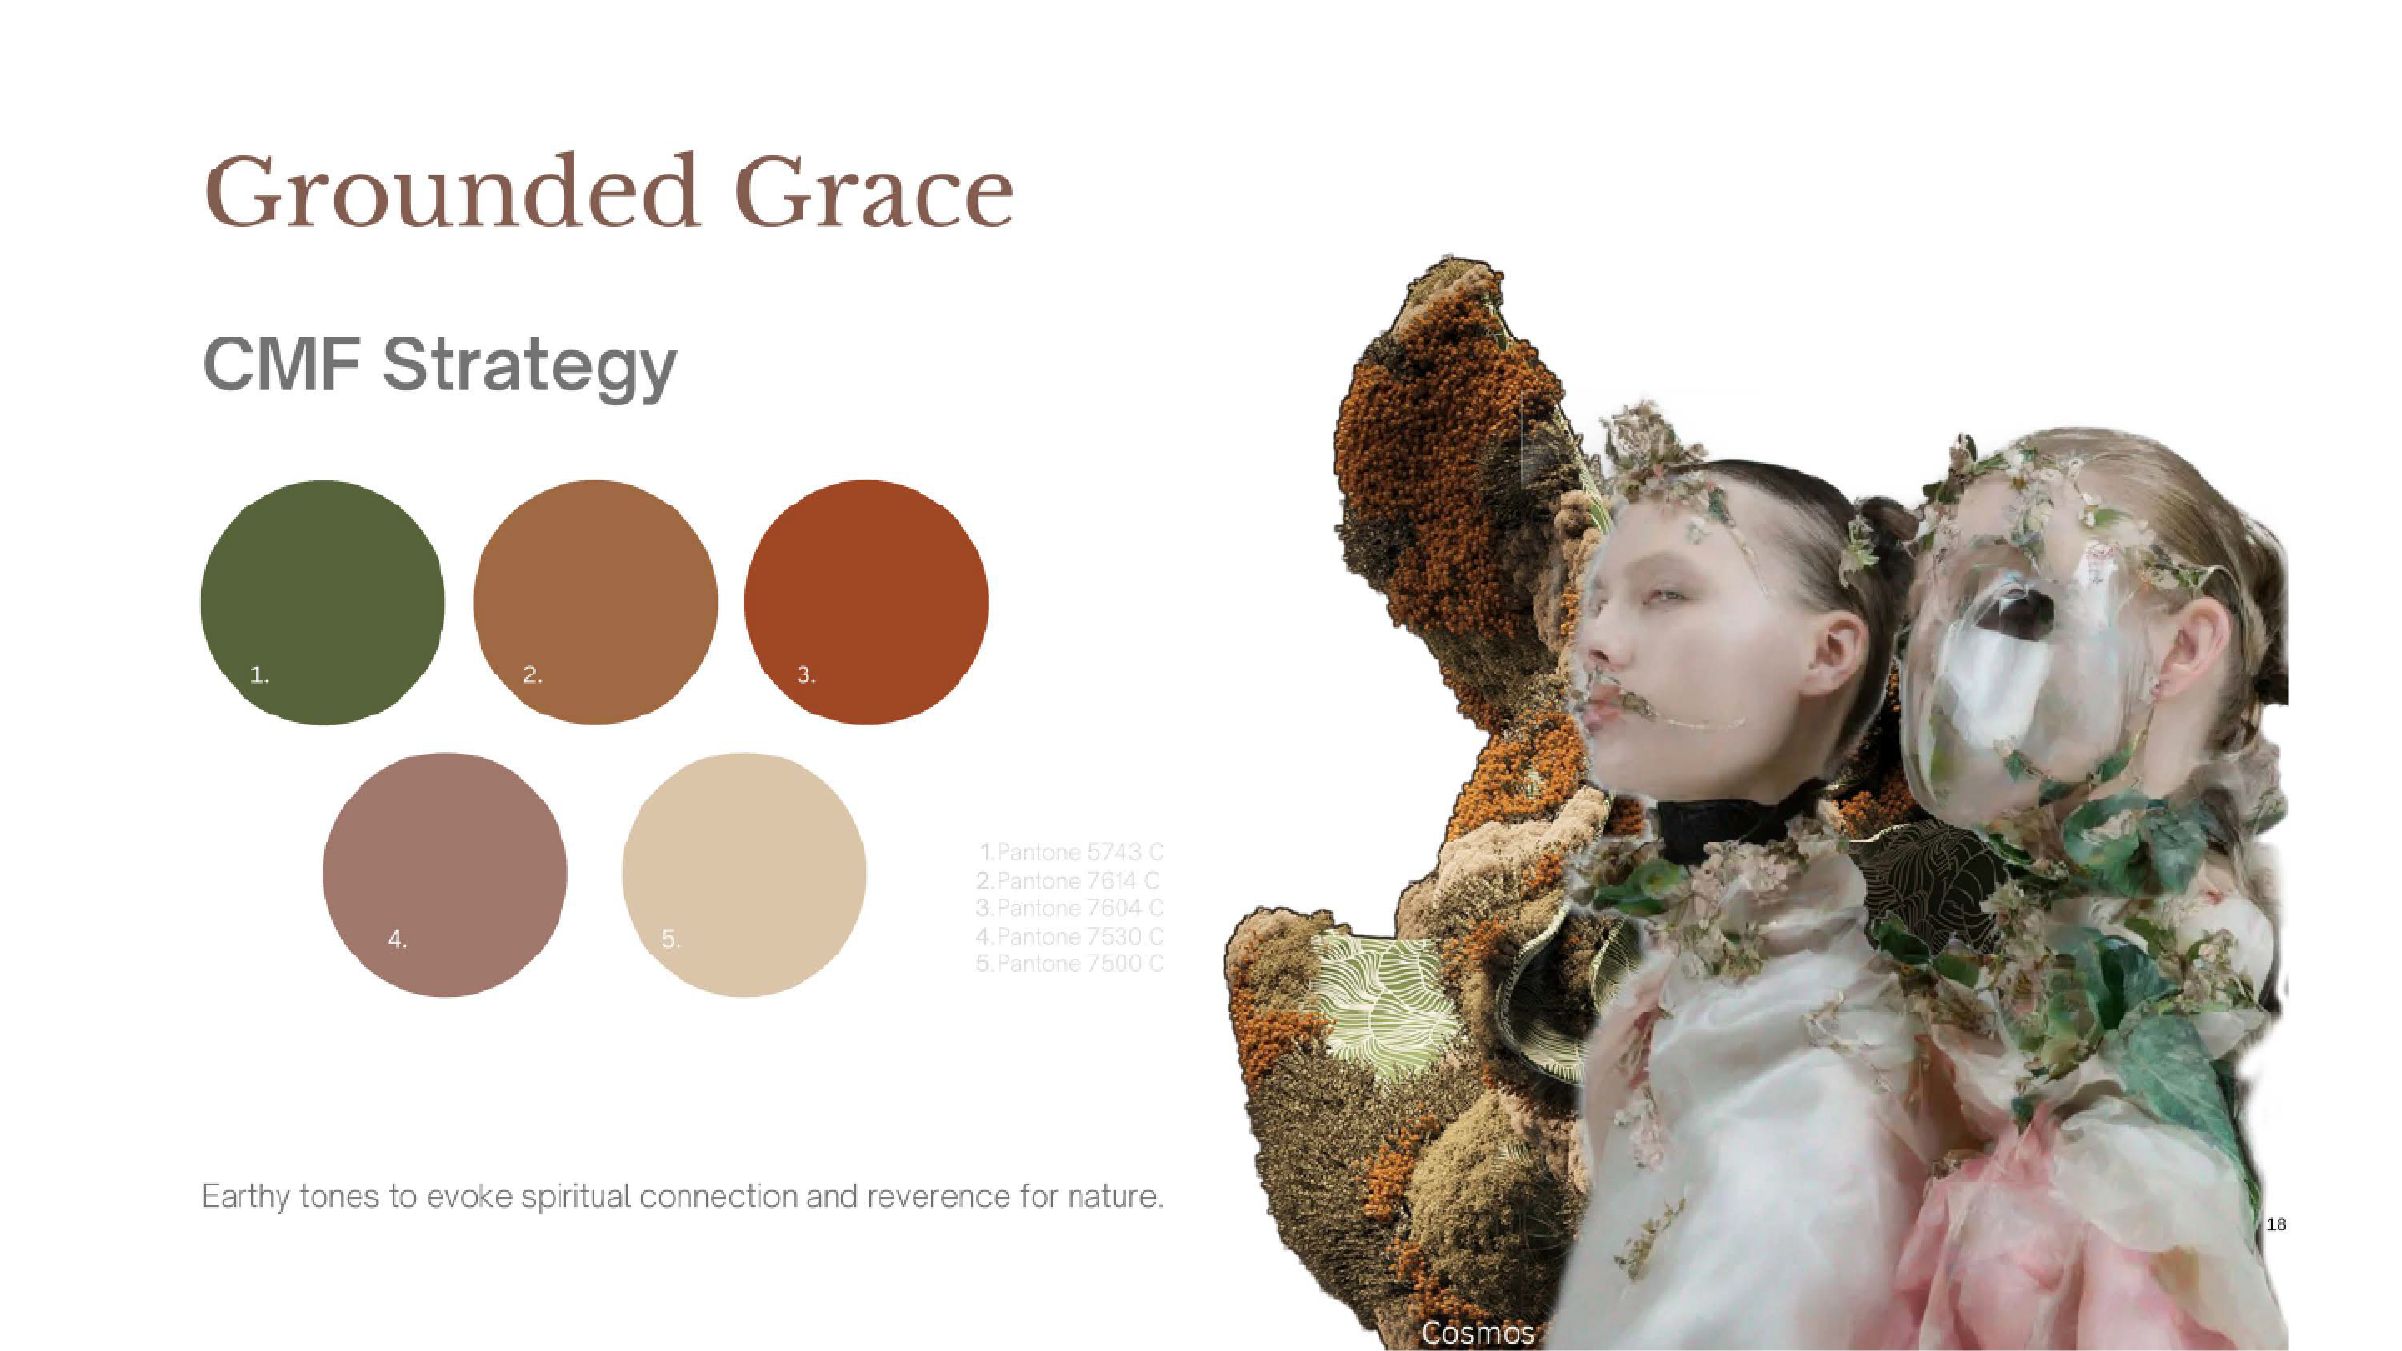 Grounded Grace
CMF Strategy
1.
2.
3.
4.
5.
1.Pantone 5743 C
2.Pantone 7614 C
3.Pantone 7604 C
4.Pantone 7530 C
5.Pantone 7500 C
Earthy tones to evoke spiritual connection and reverence for nature.
18
Cosmos